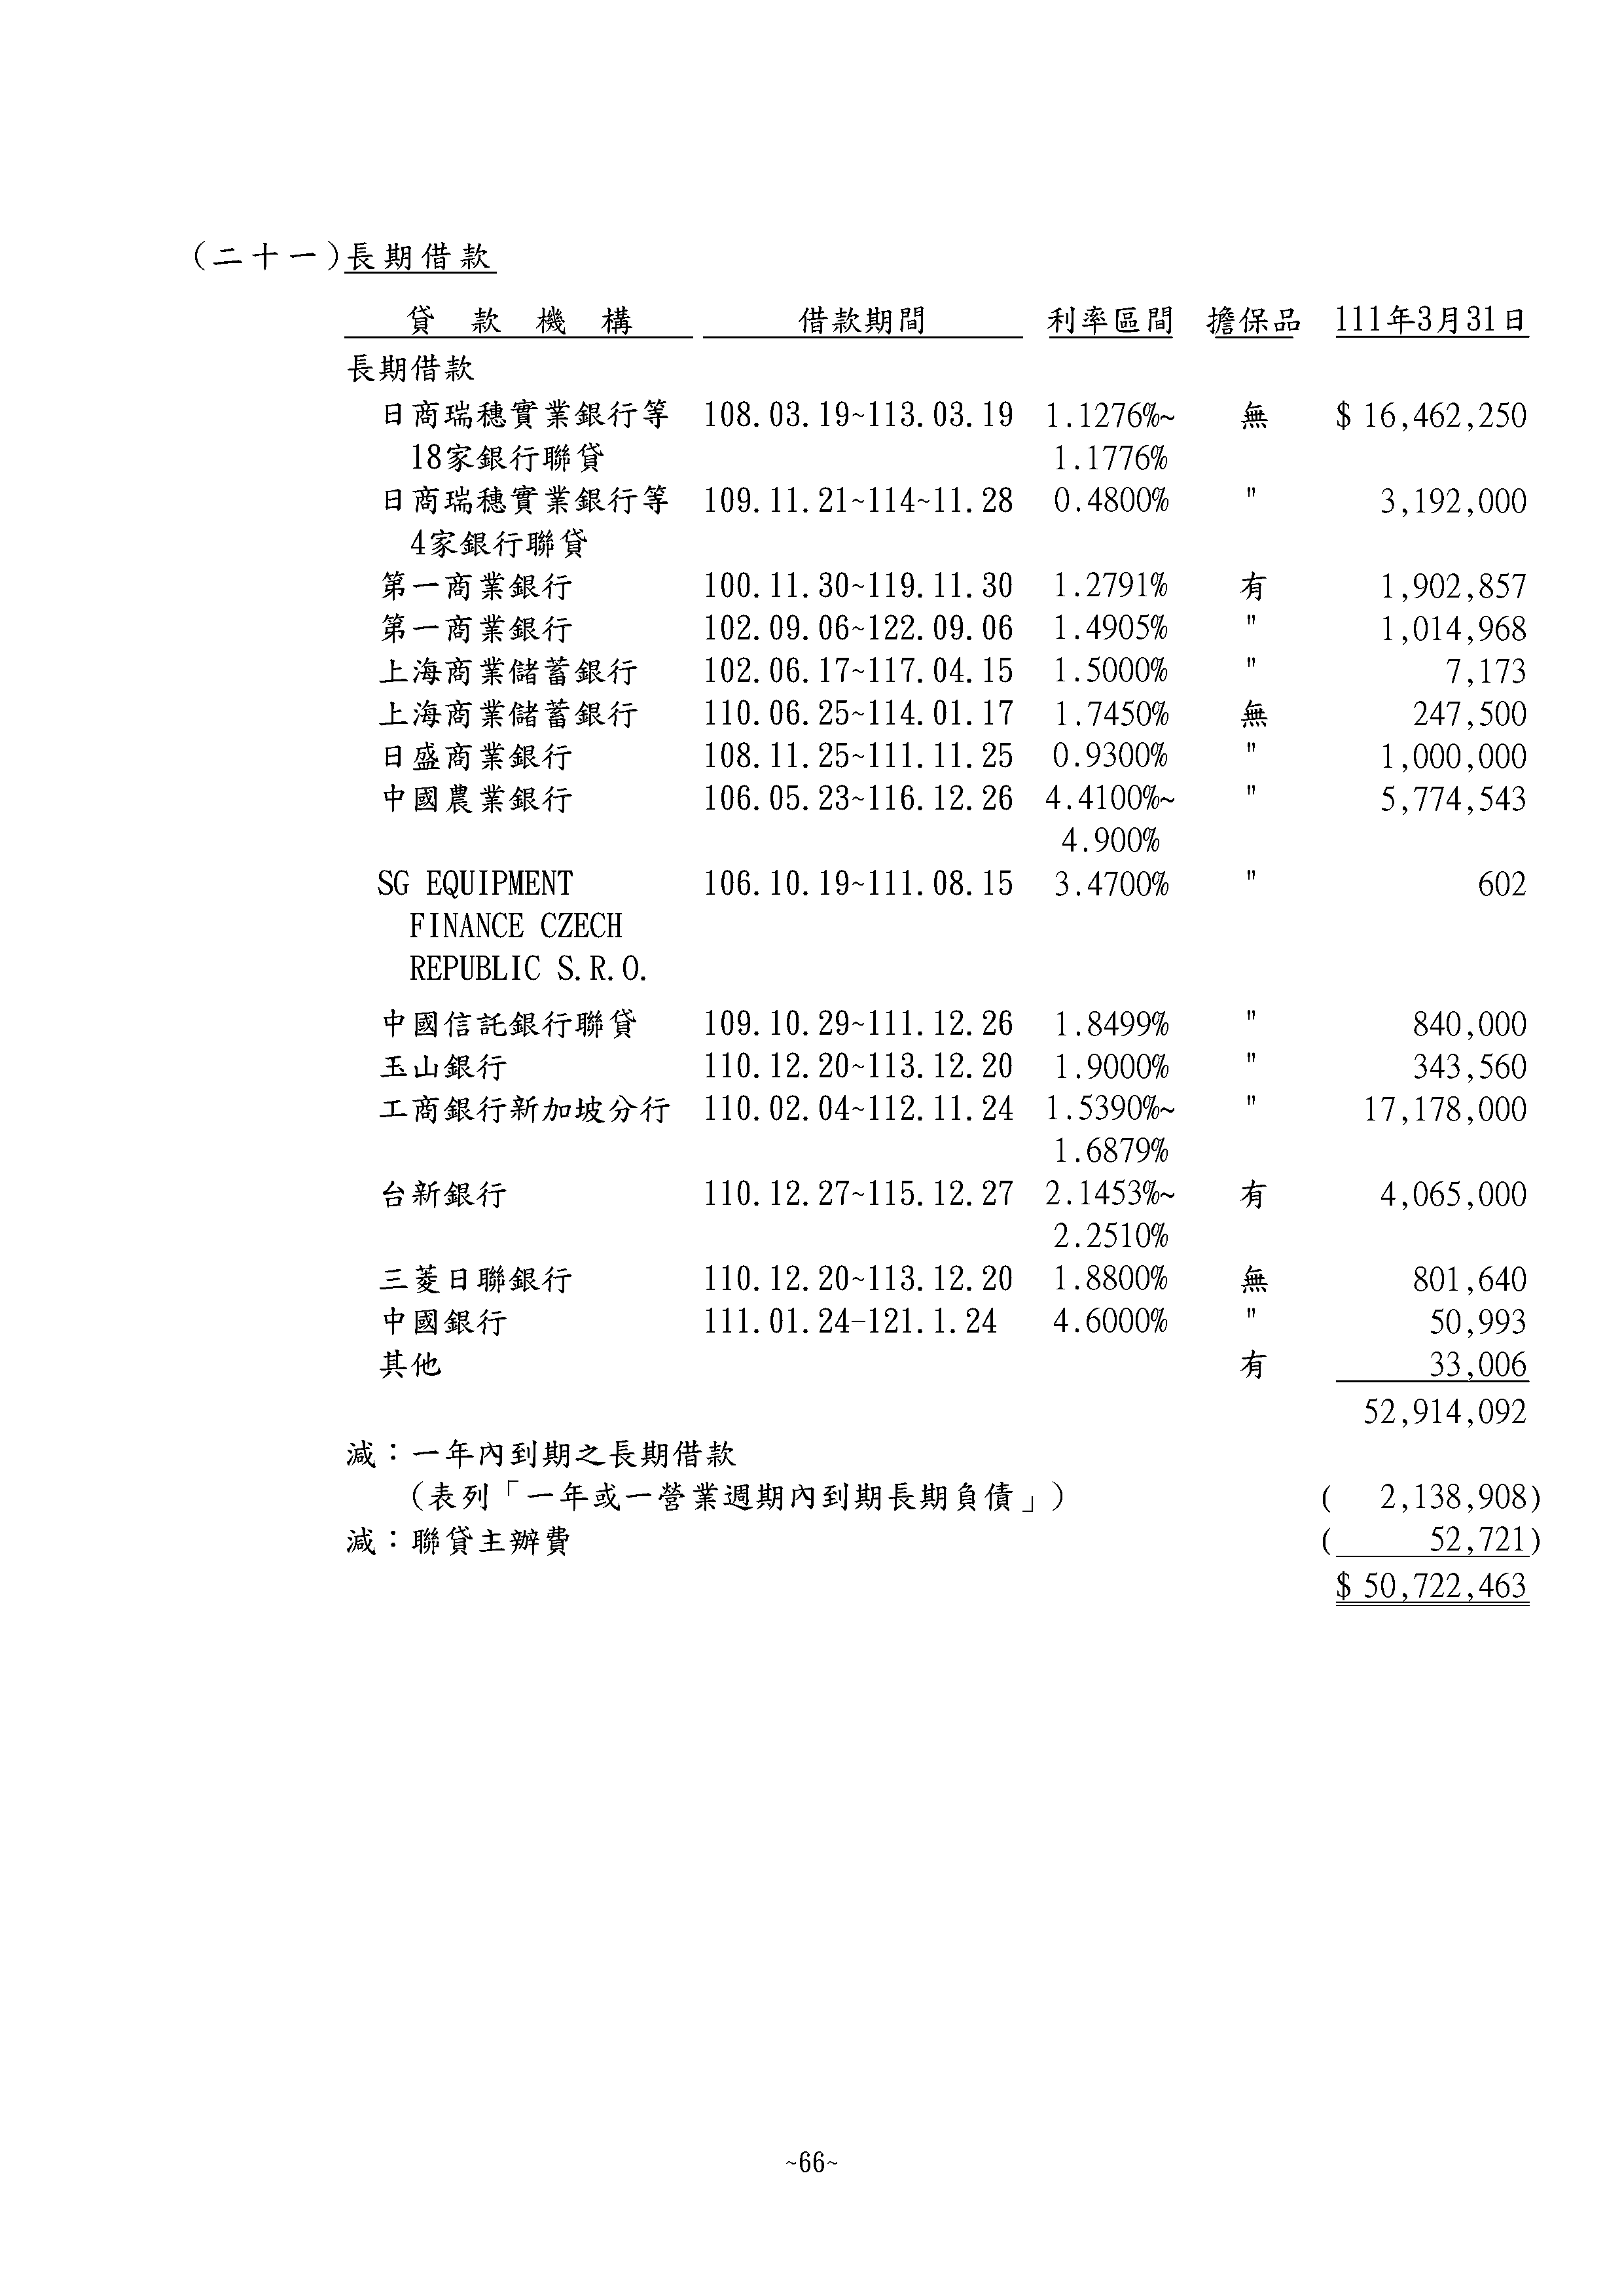 (二十一)長期借款
貸款機構 借款期間 利率區間 擔保品 111年3月31日
長期借款
日商瑞穗實業銀行等 108.03.19~113.03.19 1.1276%~ 無 $ 16,462,250
18家銀行聯貸 1.1776%
日商瑞穗實業銀行等 109.11.21~114~11.28 0.4800% " 3,192,000
4家銀行聯貸
第一商業銀行 100.11.30~119.11.30 1.2791% 有 1,902,857
第一商業銀行 102.09.06~122.09.06 1.4905% " 1,014,968
上海商業儲蓄銀行 102.06.17~117.04.15 1.5000% " 7,173
上海商業儲蓄銀行 110.06.25~114.01.17 1.7450% 無 247,500
日盛商業銀行 108.11.25~111.11.25 0.9300% " 1,000,000
中國農業銀行 106.05.23~116.12.26 4.4100%~ " 5,774,543
4.900%
SG EQUIPMENT 106.10.19~111.08.15 3.4700% " 602
FINANCE CZECH
REPUBLIC S.R.O.
中國信託銀行聯貸 109.10.29~111.12.26 1.8499% " 840,000
玉山銀行 110.12.20~113.12.20 1.9000% " 343,560
工商銀行新加坡分行 110.02.04~112.11.24 1.5390%~ " 17,178,000
1.6879%
台新銀行 110.12.27~115.12.27 2.1453%~ 有 4,065,000
2.2510%
三菱日聯銀行 110.12.20~113.12.20 1.8800% 無 801,640
中國銀行 111.01.24-121.1.24 4.6000% " 50,993
其他 有 33,006
52,914,092
減：一年內到期之長期借款
(表列「一年或一營業週期內到期長期負債」) ( 2,138,908)
減：聯貸主辦費 ( 52,721)
$ 50,722,463
~66~